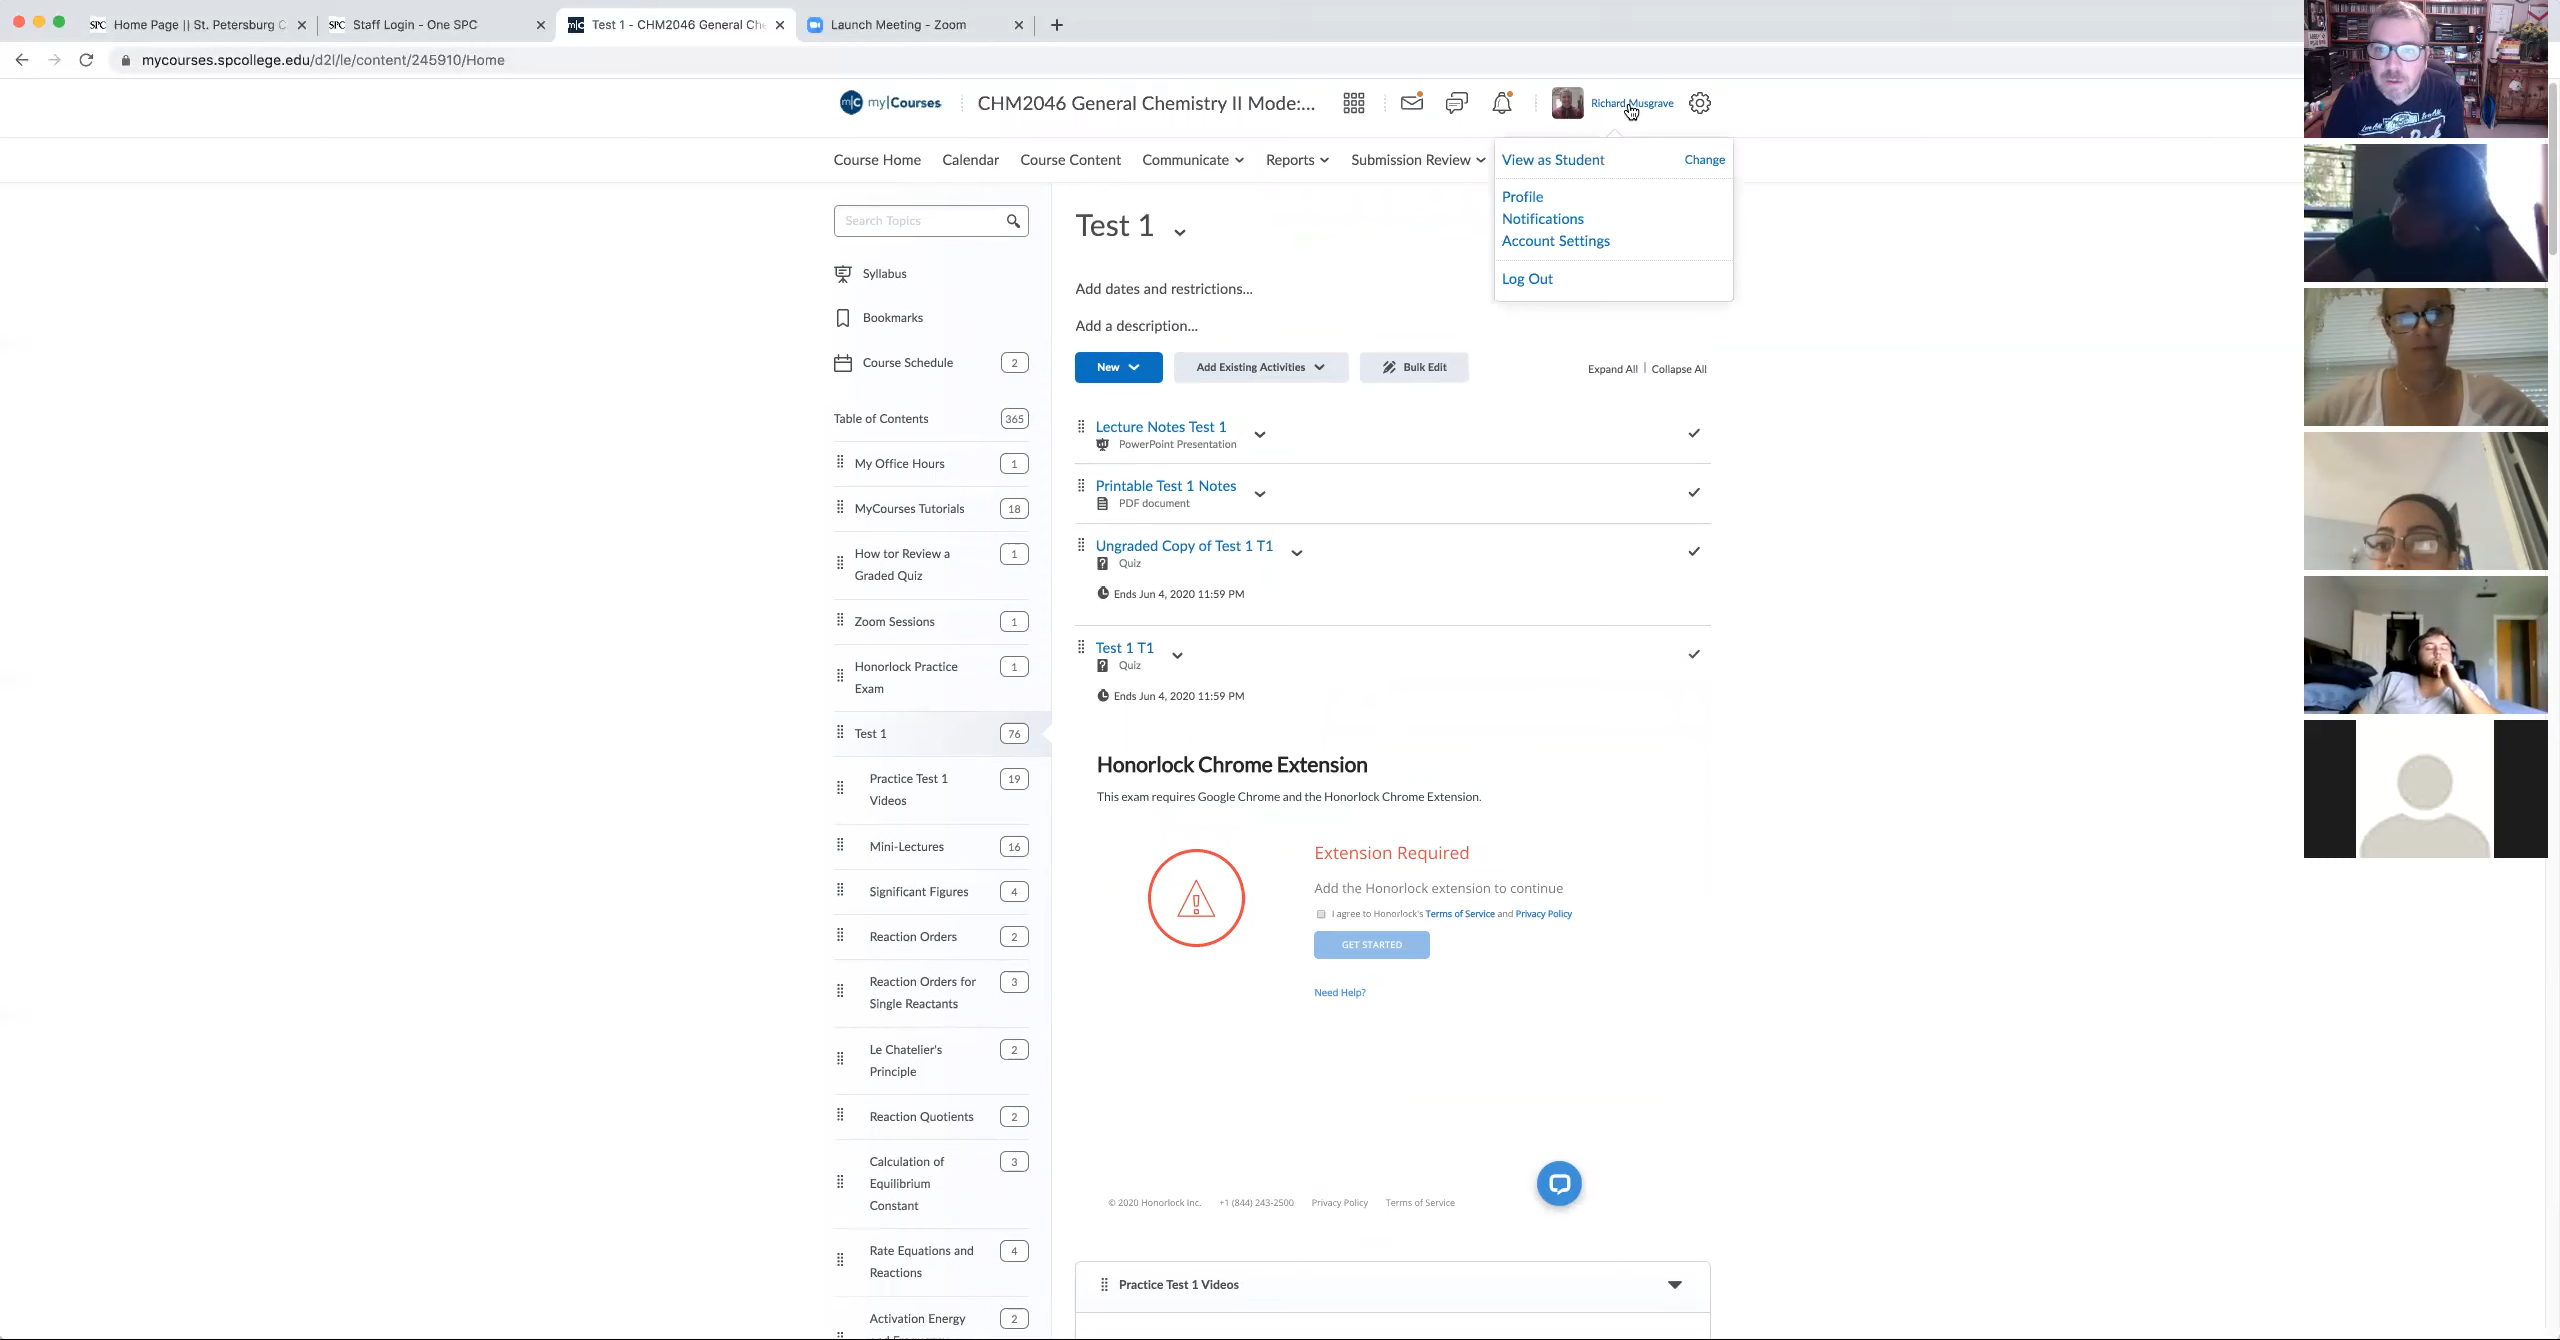 Home Page || St. Petersburg C
Staff Login - One SPC
Test 1 - CHM2046 General Che
Launch Meeting - Zoom
mycourses.spcollege.edu/d2l/le/content/245910/Home
my|Courses
CHM2046 General Chemistry II Mode:...
Richard Musgrave
Course Home
Calendar
Course Content
Communicate
Reports
Submission Review
View as Student
Change
Profile
Notifications
Account Settings
Log Out
Search Topics
Syllabus
Bookmarks
Course Schedule 2
Table of Contents 365
My Office Hours 1
MyCourses Tutorials 18
How tor Review a 1
Graded Quiz
Zoom Sessions 1
Honorlock Practice 1
Exam
Test 1 76
Practice Test 1 19
Videos
Mini-Lectures 16
Significant Figures 4
Reaction Orders 2
Reaction Orders for 3
Single Reactants
Le Chatelier's 2
Principle
Reaction Quotients 2
Calculation of 3
Equilibrium
Constant
Rate Equations and 4
Reactions
Activation Energy 2
Test 1
Add dates and restrictions...
Add a description...
New
Add Existing Activities
Bulk Edit
Expand All | Collapse All
Lecture Notes Test 1
PowerPoint Presentation
Printable Test 1 Notes
PDF document
Ungraded Copy of Test 1 T1
Quiz
Ends Jun 4, 2020 11:59 PM
Test 1 T1
Quiz
Ends Jun 4, 2020 11:59 PM
Honorlock Chrome Extension
This exam requires Google Chrome and the Honorlock Chrome Extension.
Extension Required
Add the Honorlock extension to continue
I agree to Honorlock's Terms of Service and Privacy Policy
GET STARTED
Need Help?
© 2020 Honorlock Inc. +1 (844) 243-2500 Privacy Policy Terms of Service
Practice Test 1 Videos